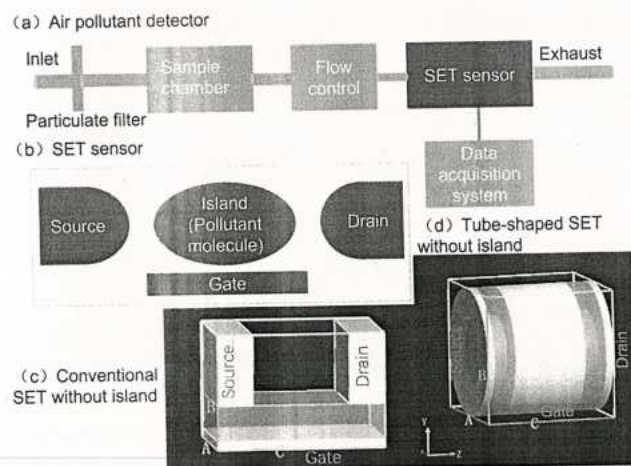 (a) Air pollutant detector
Inlet
Sample
chamber
Flow
control
SET sensor
Exhaust
Particulate filter
Data
acquisition
system
(b) SET sensor
Source
Island
(Pollutant
molecule)
Drain
Gate
(d) Tube-shaped SET
without island
(c) Conventional
SET without island
Source
Drain
B
A
C
Gate
Drain
B
A
C
Gate
Y
Z